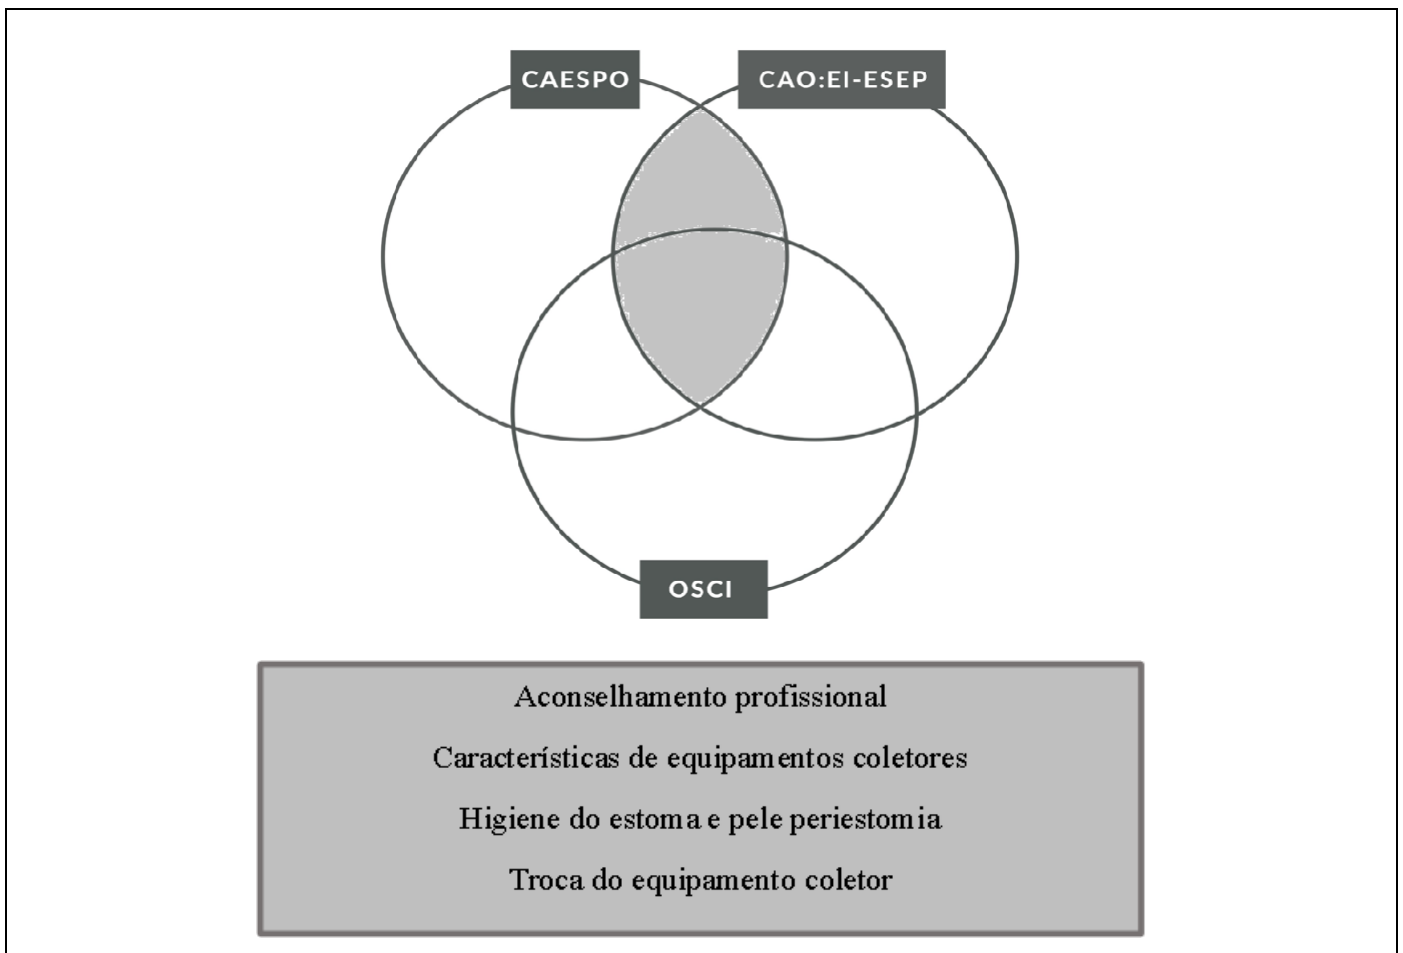 CAESPO
CAO:EI-ESEP
OSCI
Aconselhamento profissional
Características de equipamentos coletores
Higiene do estoma e pele periestomia
Troca do equipamento coletor